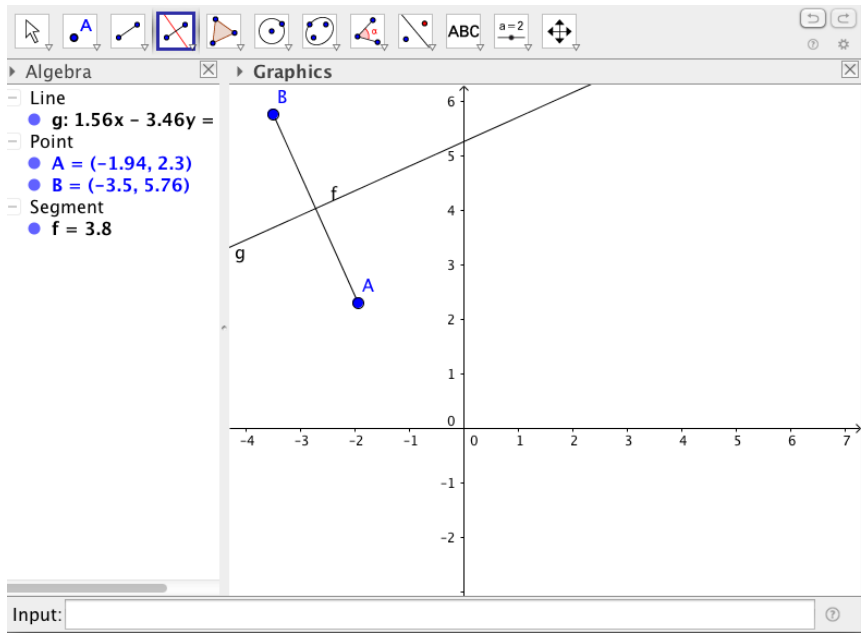 A
α
ABC
a=2
Algebra
Graphics
Line
g: 1.56x – 3.46y =
Point
A = (–1.94, 2.3)
B = (–3.5, 5.76)
Segment
f = 3.8
B
6
f
5
4
g
3
A
2
1
0
-4 -3 -2 -1 0 1 2 3 4 5 6 7
-1
-2
Input: